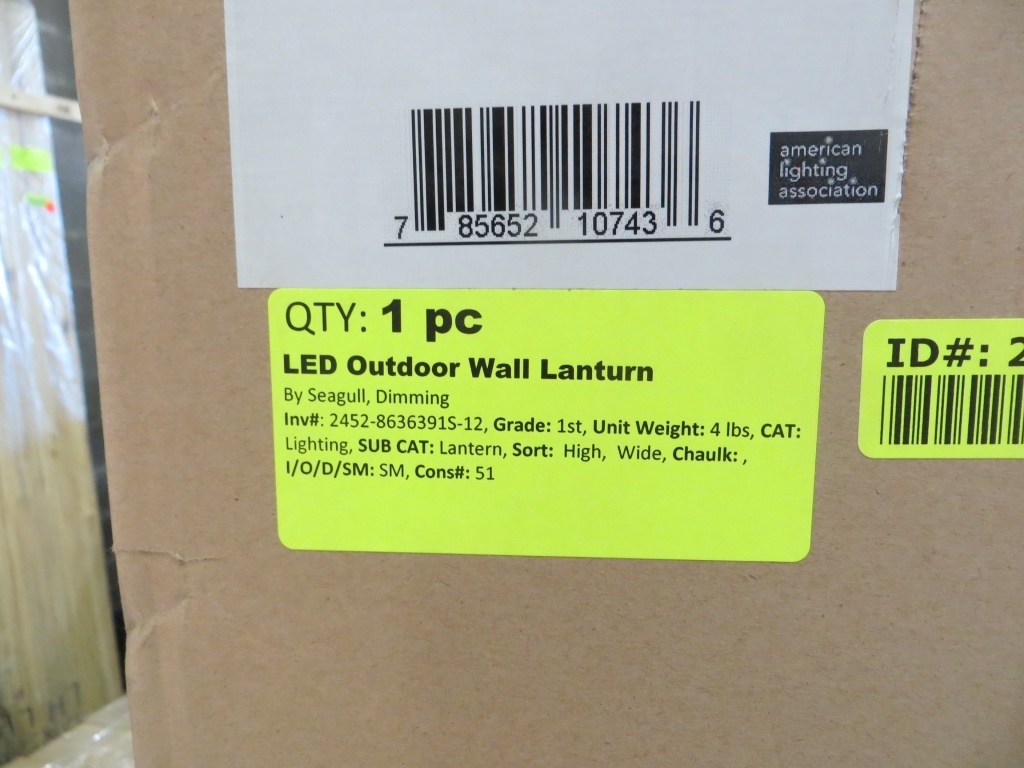 american
lighting
association
7 85652 10743 6
QTY: 1 pc
LED Outdoor Wall Lanturn
By Seagull, Dimming
Inv#: 2452-8636391S-12, Grade: 1st, Unit Weight: 4 lbs, CAT:
Lighting, SUB CAT: Lantern, Sort: High, Wide, Chaulk: ,
I/O/D/SM: SM, Cons#: 51
ID#: 2